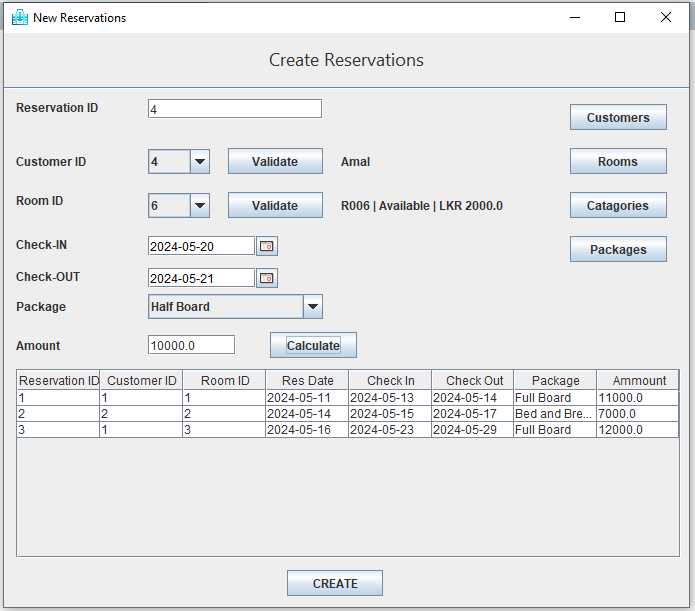 New Reservations
Create Reservations
Reservation ID 4 Customers
Customer ID 4 Validate Amal Rooms
Room ID 6 Validate R006 | Available | LKR 2000.0 Catagories
Check-IN 2024-05-20 Packages
Check-OUT 2024-05-21
Package Half Board
Amount 10000.0 Calculate
Reservation ID Customer ID Room ID Res Date Check In Check Out Package Ammount
1 1 1 2024-05-11 2024-05-13 2024-05-14 Full Board 11000.0
2 2 2 2024-05-14 2024-05-15 2024-05-17 Bed and Bre... 7000.0
3 1 3 2024-05-16 2024-05-23 2024-05-29 Full Board 12000.0
CREATE